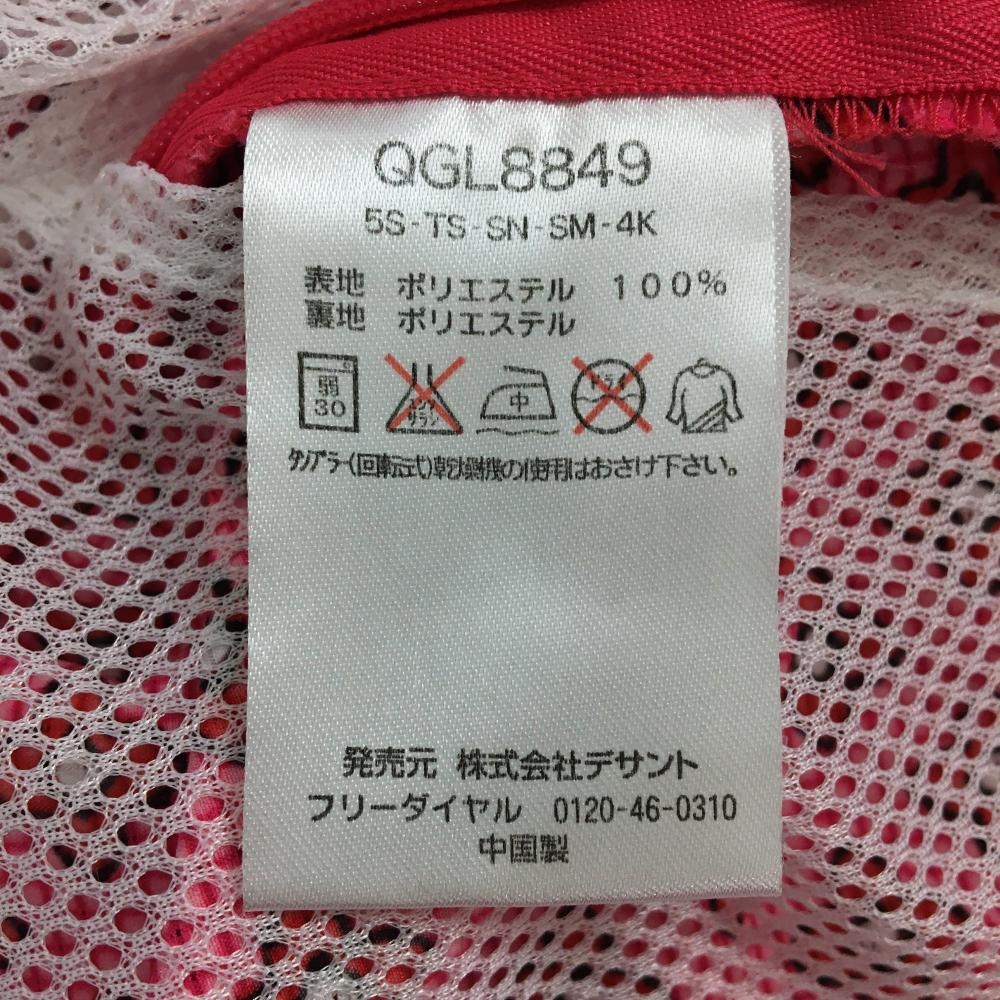 QGL8849
5S-TS-SN-SM-4K
表地 ポリエステル 100%
裏地 ポリエステル
弱 中
30
タンブラー(回転式)乾燥機の使用はおさけ下さい。
発売元 株式会社デサント
フリーダイヤル 0120-46-0310
中国製